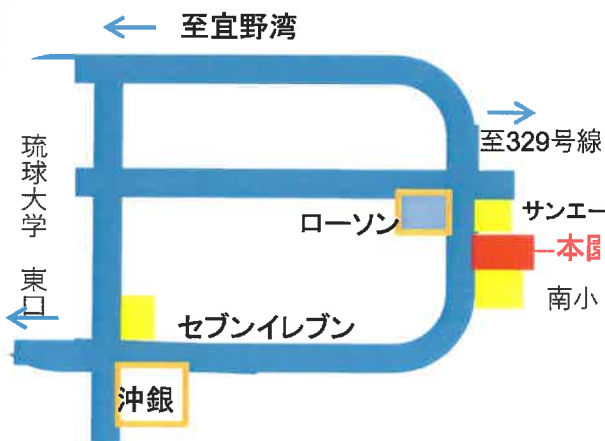 至宜野湾
至329号線
琉球大学 東口
ローソン
サンエー
本園
南小
セブンイレブン
沖銀